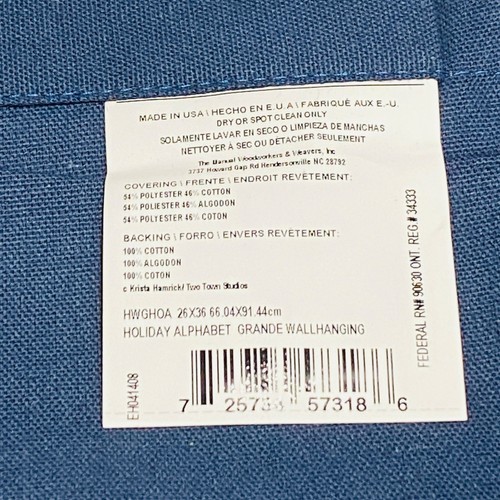 MADE IN USA \ HECHO EN E.U.A \ FABRIQUÉ AUX E.-U.
DRY OR SPOT CLEAN ONLY
SOLAMENTE LAVAR EN SECO O LIMPIEZA DE MANCHAS
NETTOYER À SEC OU DÉTACHER SEULEMENT
The Manual Woodworkers & Weavers, Inc
3737 Howard Gap Rd Hendersonville NC 28792
COVERING \ FRENTE \ ENDROIT REVÊTEMENT:
54% POLYESTER 46% COTTON
54% POLIESTER 46% ALGODON
54% POLYESTER 46% COTON
BACKING \ FORRO \ ENVERS REVÊTEMENT:
100% COTTON
100% ALGODON
100% COTON
c Krista Hamrick/ Two Town Studios
HWGHOA 26X36 66.04X91.44cm
HOLIDAY ALPHABET GRANDE WALLHANGING
FEDERAL RN# 90630 ONT. REG.# 34333
EH041408
7 57318 6